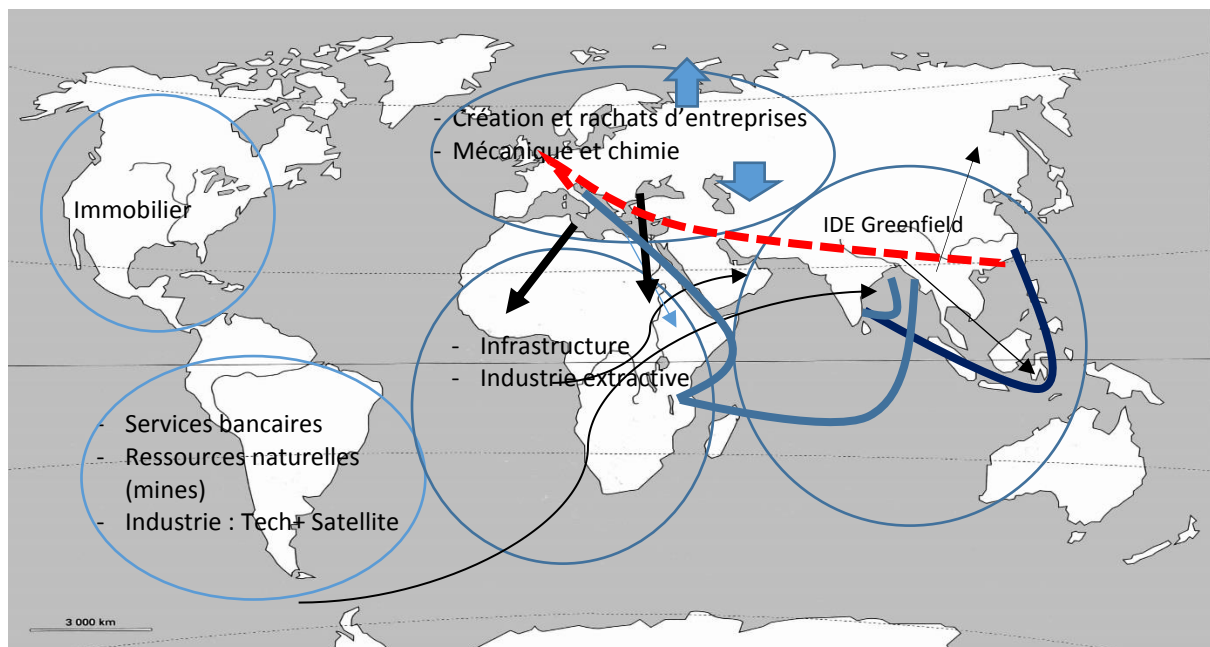 - Création et rachats d'entreprises
- Mécanique et chimie
Immobilier
IDE Greenfield
- Infrastructure
- Industrie extractive
- Services bancaires
- Ressources naturelles
(mines)
- Industrie : Tech+ Satellite
3 000 km